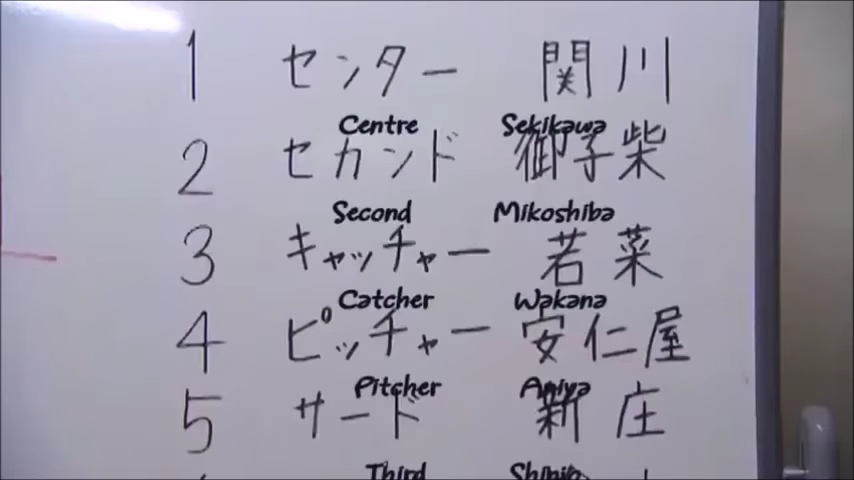 1 センター 関川
Centre Sekikawa
2 セカンド 御子柴
Second Mikoshiba
3 キャッチャー 若菜
Catcher Wakana
4 ピッチャー 安仁屋
Pitcher Aniya
5 サード 新庄
Third